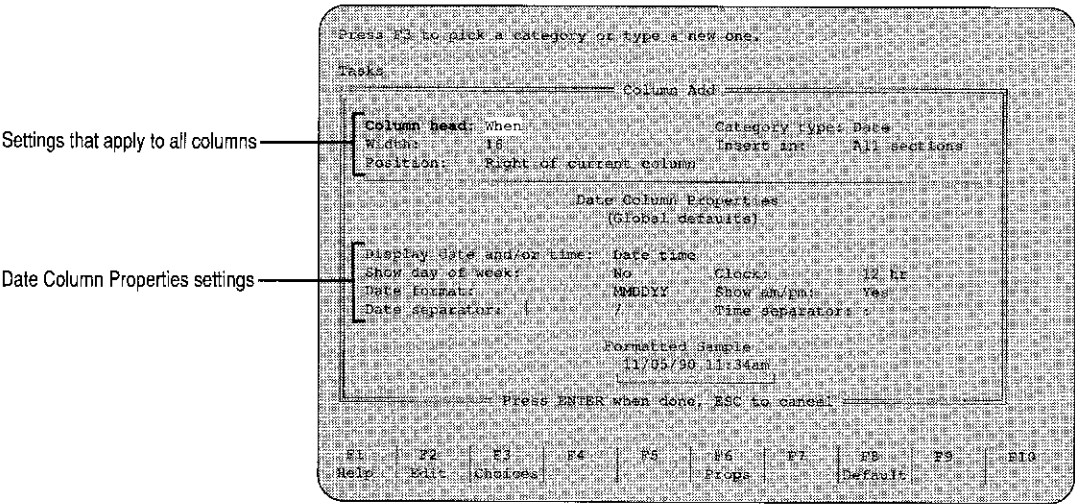 Press F3 to pick a category or type a new one.
Tasks
Column Add
Settings that apply to all columns
Column head: When Category type: Date
Width: 16 Insert in: All sections
Position: Right of current column
Date Column Properties
(Global defaults)
Date Column Properties settings
Display date and/or time: Date time
Show day of week: No Clock: 12 hr
Date format: MMDDYY Show am/pm: Yes
Date separator: / Time separator: :
Formatted Sample
11/05/90 11:34am
Press ENTER when done, ESC to cancel
F1 F2 F3 F4 F5 F6 F7 F8 F9 F10
Help Edit Choices Props Default